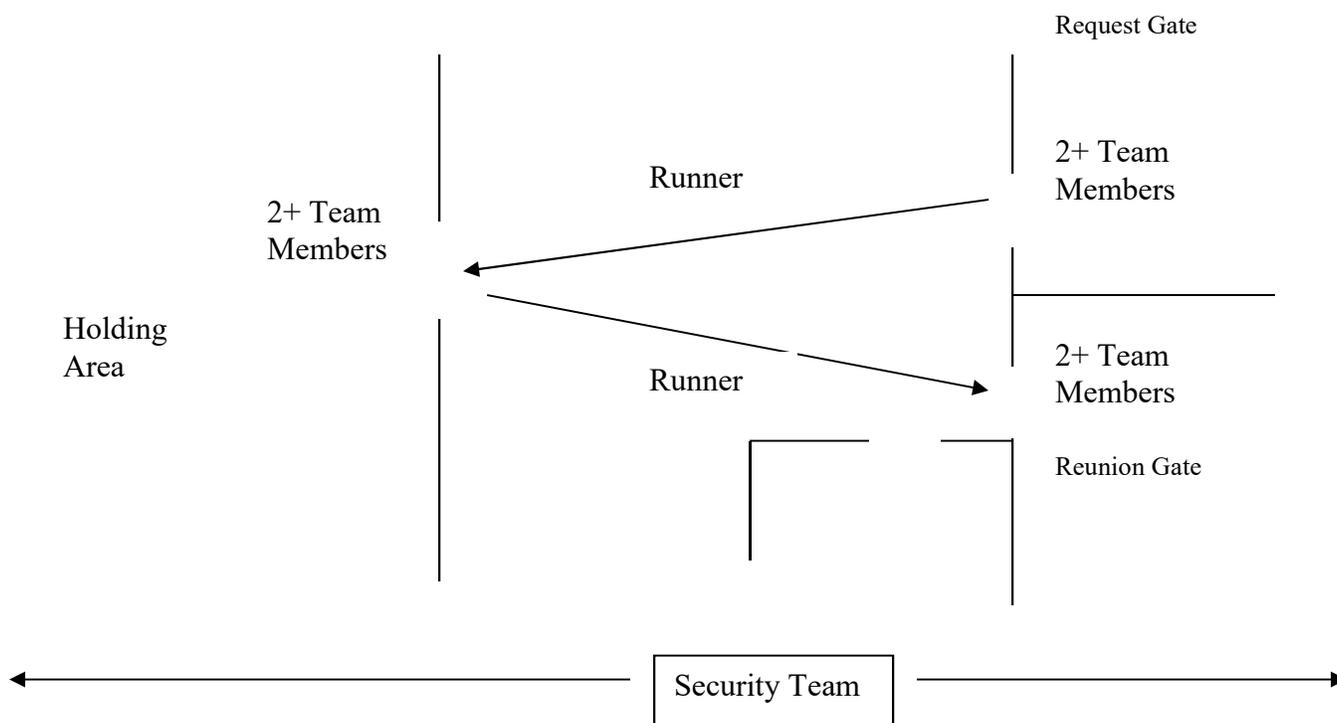 Request Gate
2+ Team
Members
Runner
2+ Team
Members
Holding
Area
2+ Team
Members
Runner
Reunion Gate
Security Team